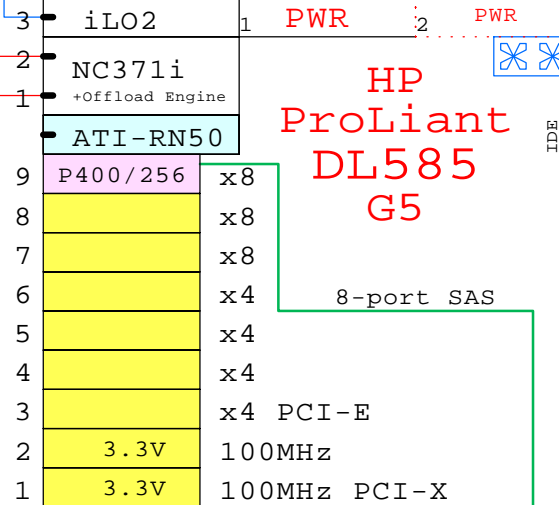 3 iLO2 1 PWR 2 PWR
2 NC371i
1 +Offload Engine
ATI-RN50
HP
ProLiant
DL585
G5
IDE
9 P400/256 x8
8 x8
7 x8
6 x4 8-port SAS
5 x4
4 x4
3 x4 PCI-E
2 3.3V 100MHz
1 3.3V 100MHz PCI-X